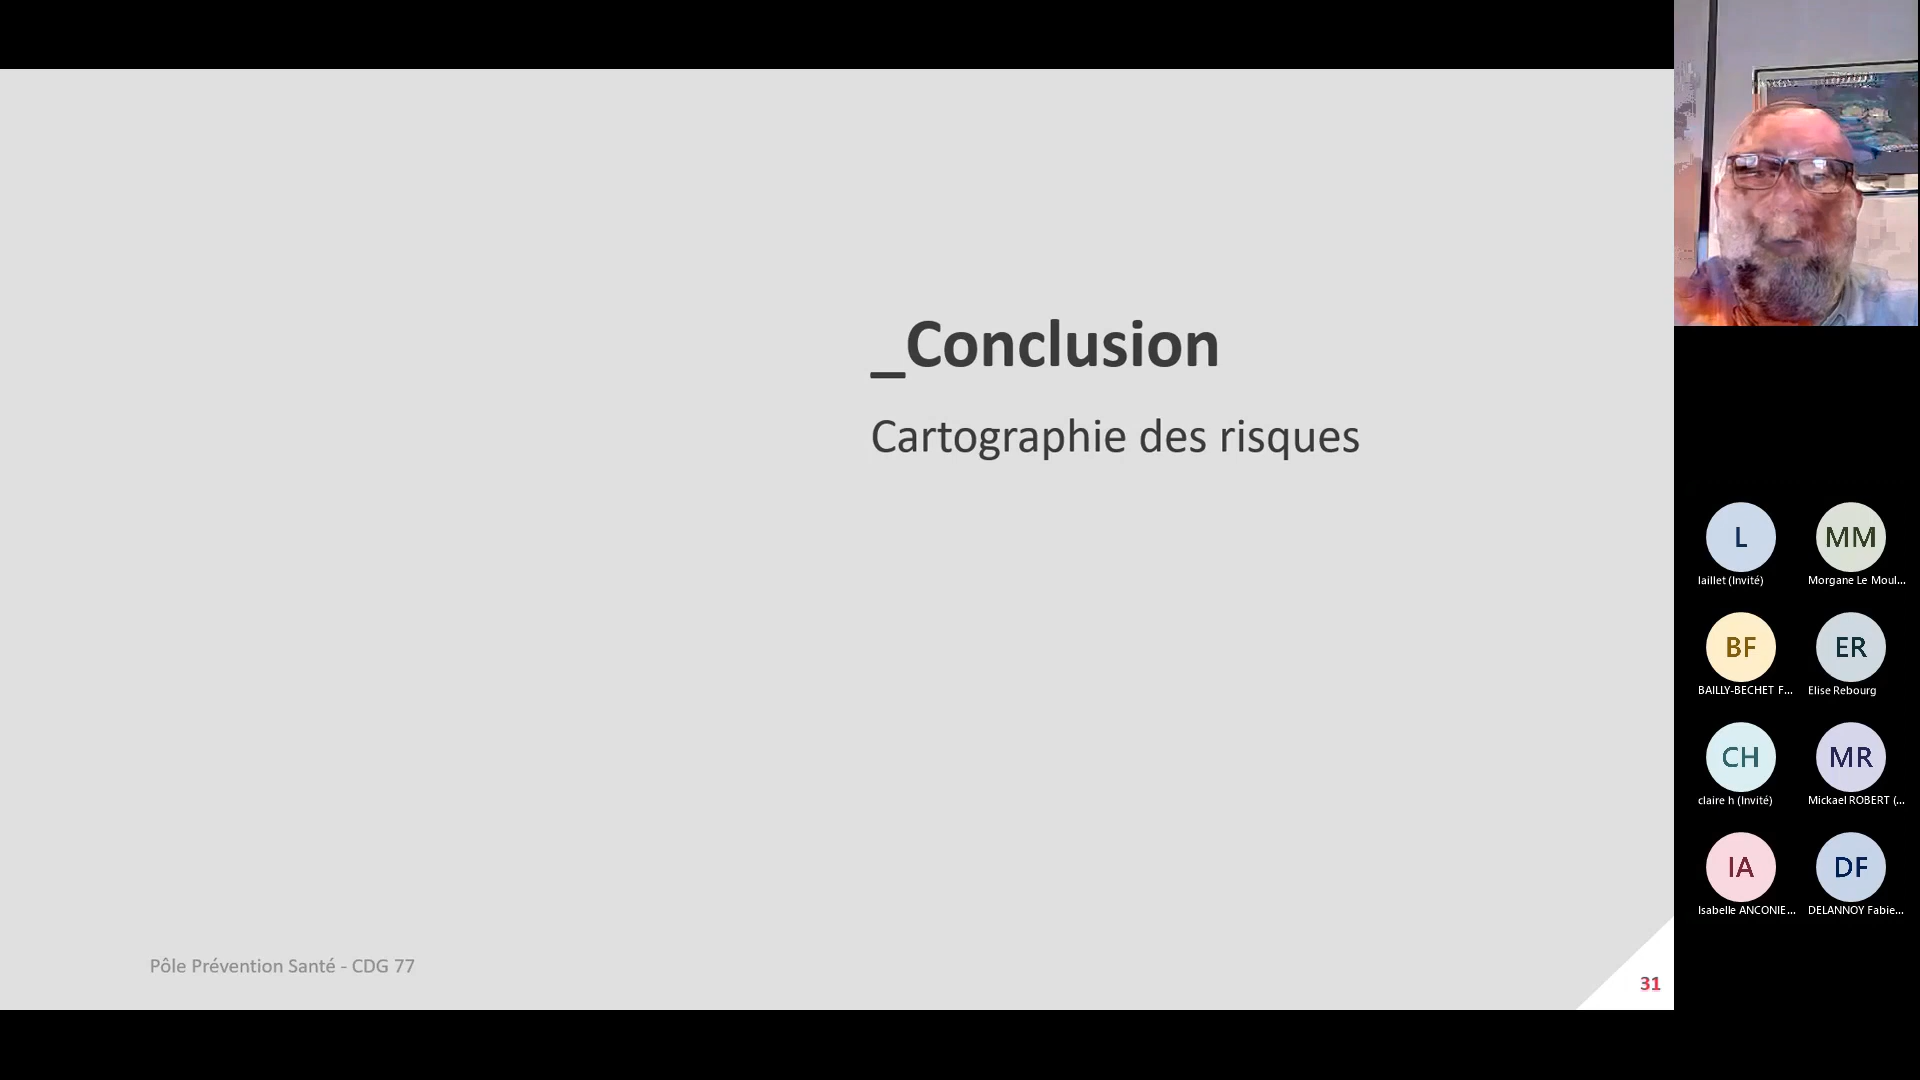 _Conclusion
Cartographie des risques
Pôle Prévention Santé - CDG 77
31
L
MM
laillet (Invité)
Morgane Le Moul...
BF
ER
BAILLY-BECHET F...
Elise Rebourg
CH
MR
claire h (Invité)
Mickael ROBERT (...
IA
DF
Isabelle ANCONIE...
DELANNOY Fabie...